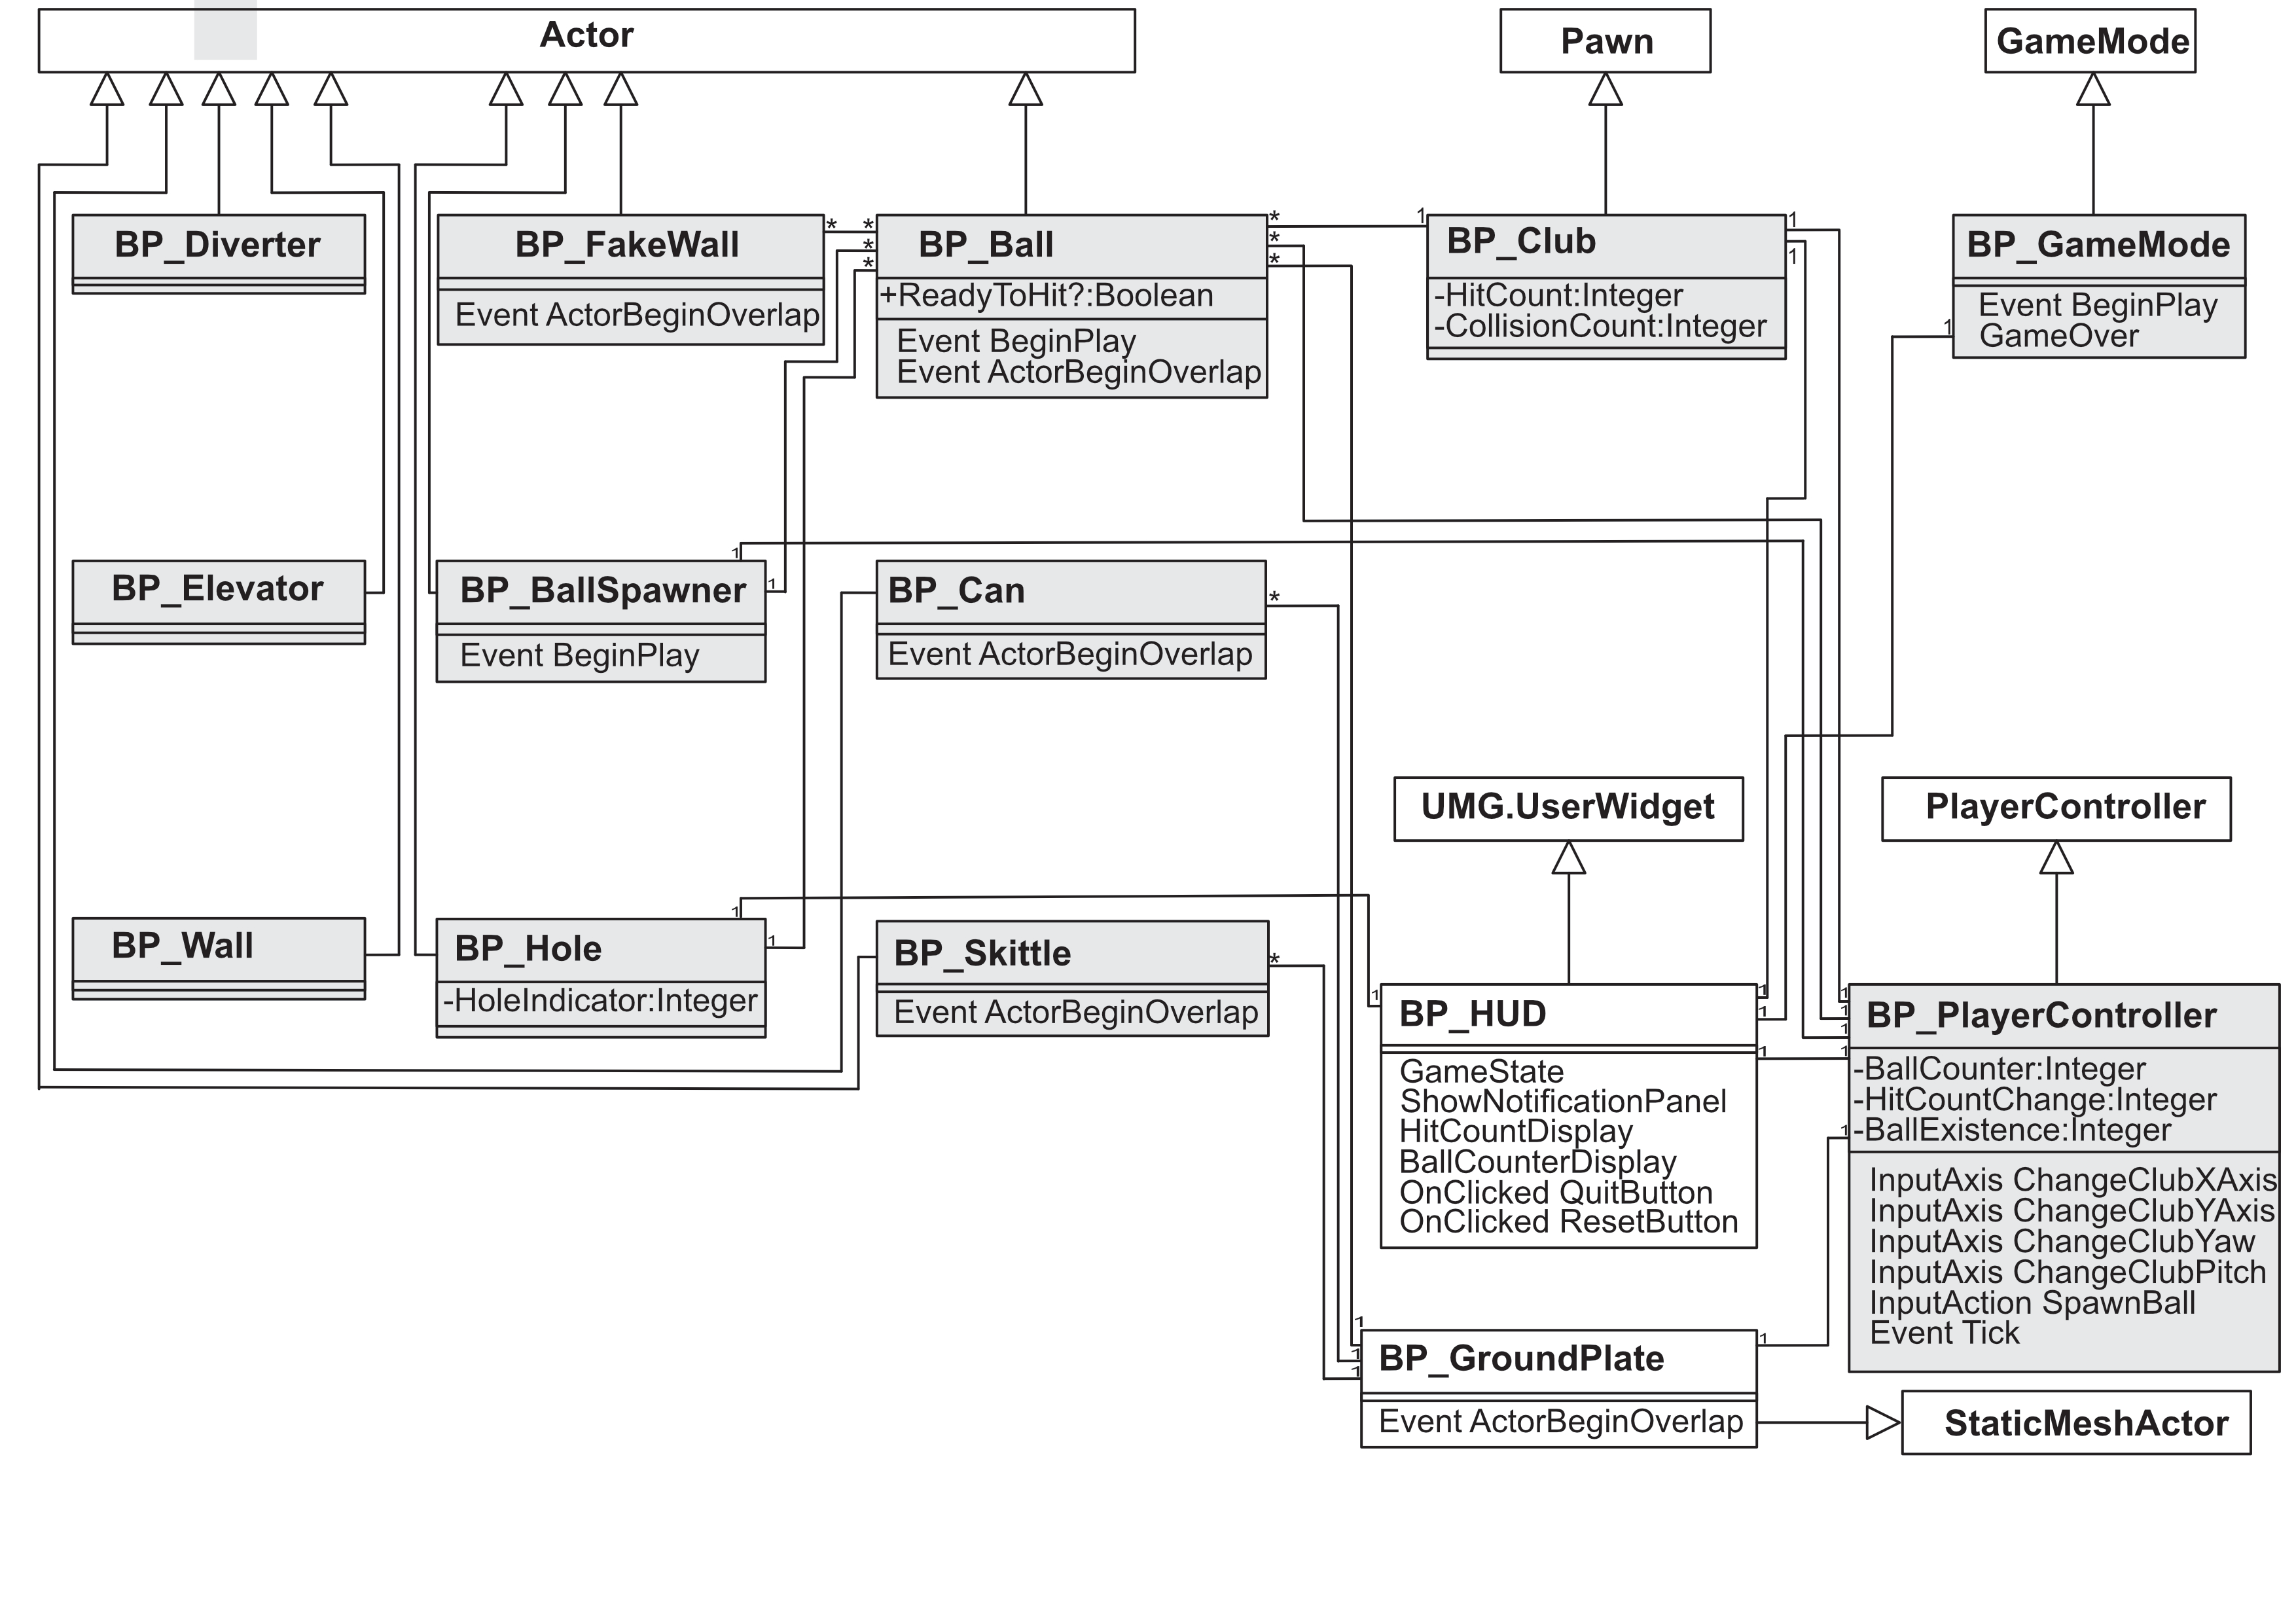 Actor
Pawn
GameMode
BP_Diverter
BP_FakeWall
Event ActorBeginOverlap
*
*
*
*
BP_Ball
+ReadyToHit?:Boolean
Event BeginPlay
Event ActorBeginOverlap
*
*
*
1
BP_Club
-HitCount:Integer
-CollisionCount:Integer
1
1
BP_GameMode
Event BeginPlay
GameOver
1
BP_Elevator
1
BP_BallSpawner
Event BeginPlay
1
BP_Can
Event ActorBeginOverlap
*
UMG.UserWidget
PlayerController
BP_Wall
1
BP_Hole
-HoleIndicator:Integer
1
BP_Skittle
Event ActorBeginOverlap
*
1
BP_HUD
GameState
ShowNotificationPanel
HitCountDisplay
BallCounterDisplay
OnClicked QuitButton
OnClicked ResetButton
1
1
1
1
1
1
1
1
BP_PlayerController
-BallCounter:Integer
-HitCountChange:Integer
-BallExistence:Integer
InputAxis ChangeClubXAxis
InputAxis ChangeClubYAxis
InputAxis ChangeClubYaw
InputAxis ChangeClubPitch
InputAction SpawnBall
Event Tick
1
1
1
1
BP_GroundPlate
Event ActorBeginOverlap
StaticMeshActor